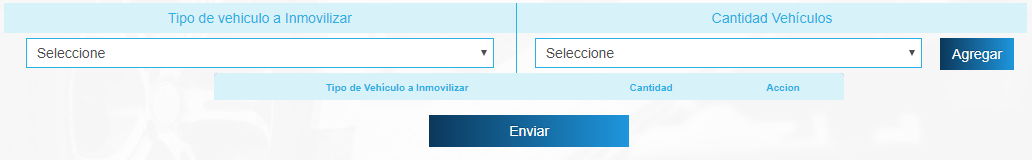 Tipo de vehiculo a Inmovilizar Cantidad Vehículos
Seleccione Seleccione Agregar
Tipo de Vehículo a Inmovilizar Cantidad Accion
Enviar